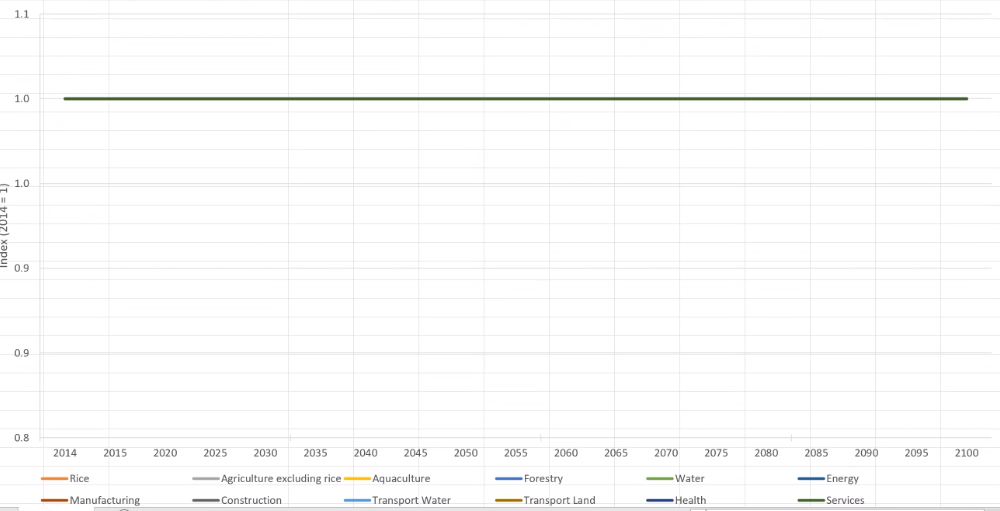 1.1
1.0
1.0
0.9
0.9
0.8
Index (2014 = 1)
2014 2015 2020 2025 2030 2035 2040 2045 2050 2055 2060 2065 2070 2075 2080 2085 2090 2095 2100
Rice Agriculture excluding rice Aquaculture Forestry Water Energy
Manufacturing Construction Transport Water Transport Land Health Services